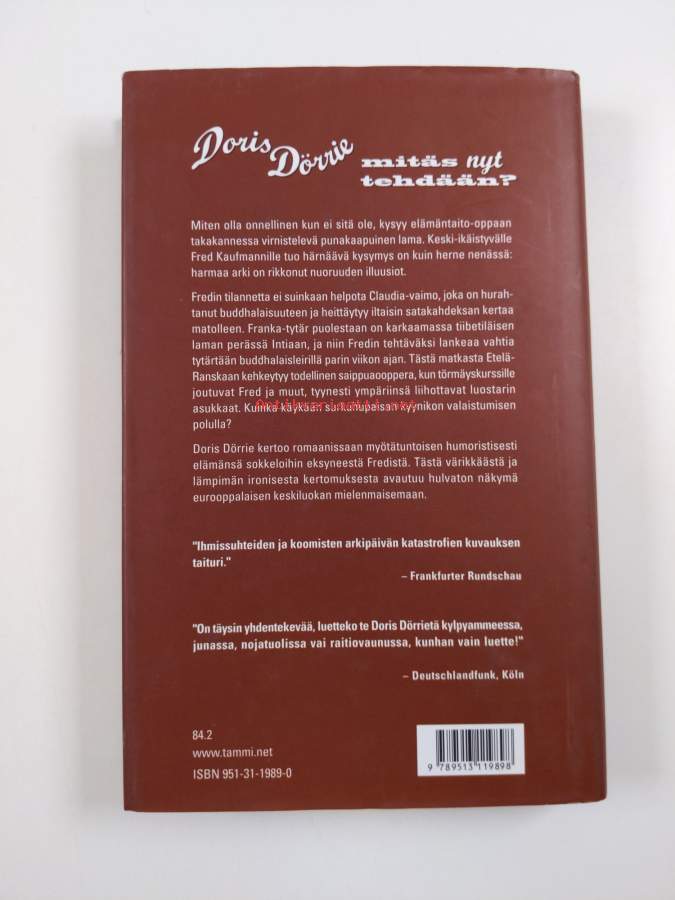 Doris Dörrie mitäs nyt tehdään?
Miten olla onnellinen kun ei sitä ole, kysyy elämäntaito-oppaan
takakannessa virnistelevä punakaapuinen lama. Keski-ikäistyvälle
Fred Kaufmannille tuo härnäävä kysymys on kuin herne nenässä:
harmaa arki on rikkonut nuoruuden illuusiot.
Fredin tilannetta ei suinkaan helpota Claudia-vaimo, joka on hurah-
tanut buddhalaisuuteen ja heittäytyy iltaisin satakahdeksan kertaa
matolleen. Franka-tytär puolestaan on karkaamassa tiibetiläisen
laman perässä Intiaan, ja niin Fredin tehtäväksi lankeaa vahtia
tytärtään buddhalaisleirillä parin viikon ajan. Tästä matkasta Etelä-
Ranskaan kehkeytyy todellinen saippuaooppera, kun törmäyskurssille
joutuvat Fred ja muut, tyynesti ympäriinsä liihottavat luostarin
asukkaat. Kuinka käykään kyynikon valaistumisen
Antikvarimatti.net
polulla?
Doris Dörrie kertoo romaanissaan myötätuntoisen humoristisesti
elämänsä sokkeloihin eksyneestä Fredistä. Tästä värikkäästä ja
lämpimän ironisesta kertomuksesta avautuu hulvaton näkymä
eurooppalaisen keskiluokan mielenmaisemaan.
"Ihmissuhteiden ja koomisten arkipäivän katastrofien kuvauksen
taituri."
– Frankfurter Rundschau
"On täysin yhdentekevää, luetteko te Doris Dörrietä kylpyammeessa,
junassa, nojatuolissa vai raitiovaunussa, kunhan vain luette!"
– Deutschlandfunk, Köln
84.2
www.tammi.net
ISBN 951-31-1989-0
9 789513 119898